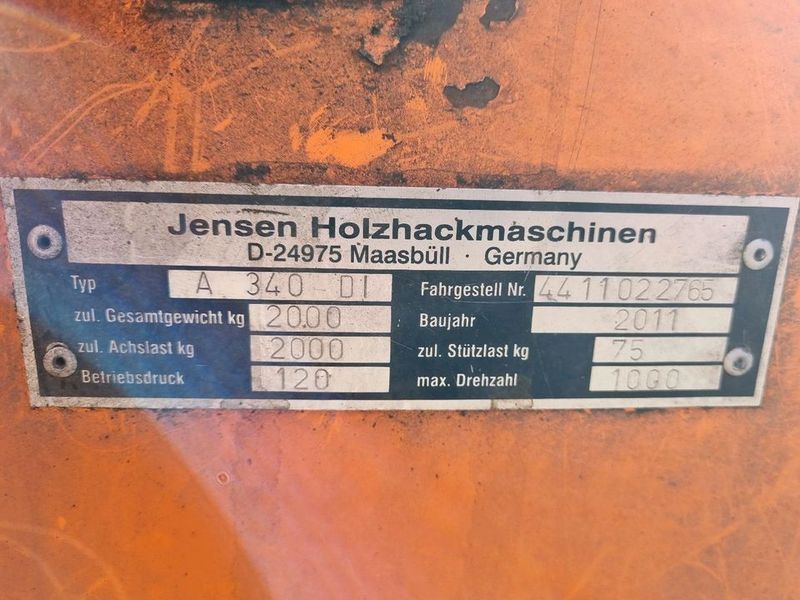 Jensen Holzhackmaschinen
D-24975 Maasbüll · Germany
Typ A 340 DI Fahrgestell Nr. 4411022765
zul. Gesamtgewicht kg 2000 Baujahr 2011
zul. Achslast kg 2000 zul. Stützlast kg 75
Betriebsdruck 120 max. Drehzahl 1000